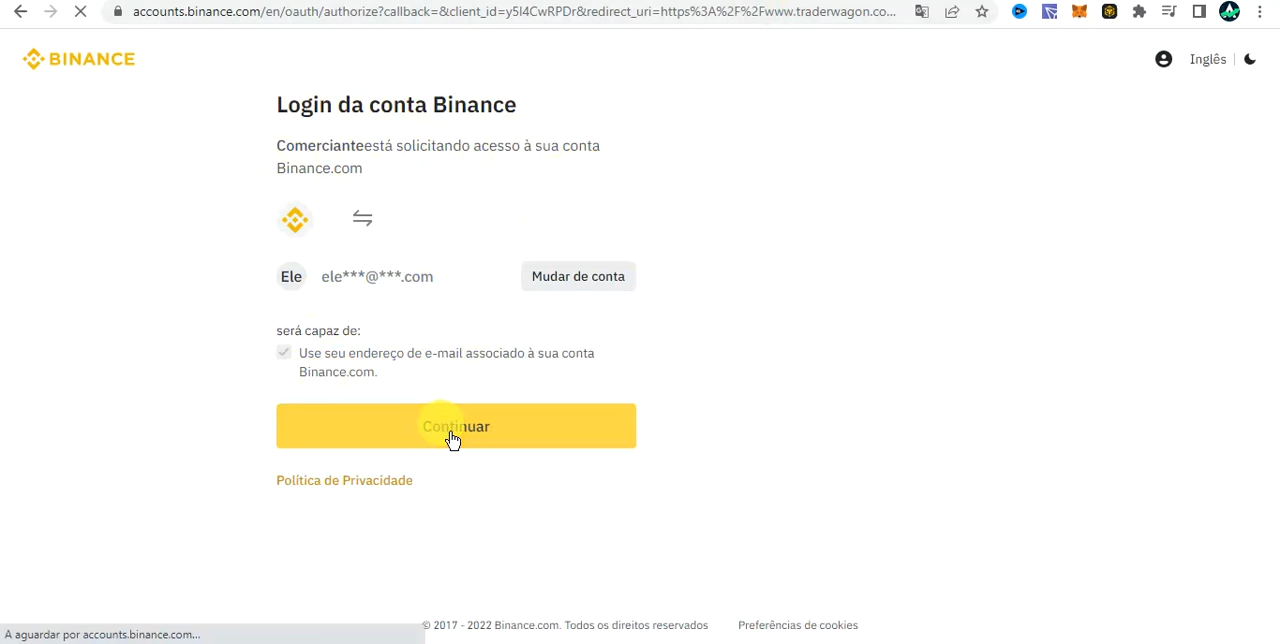 accounts.binance.com/en/oauth/authorize?callback=&client_id=y5l4CwRPDr&redirect_uri=https%3A%2F%2Fwww.traderwagon.co...
BINANCE
Inglês
Login da conta Binance
Comercianteestá solicitando acesso à sua conta
Binance.com
Ele
ele***@***.com
Mudar de conta
será capaz de:
Use seu endereço de e-mail associado à sua conta
Binance.com.
Continuar
Política de Privacidade
A aguardar por accounts.binance.com...
© 2017 - 2022 Binance.com. Todos os direitos reservados
Preferências de cookies